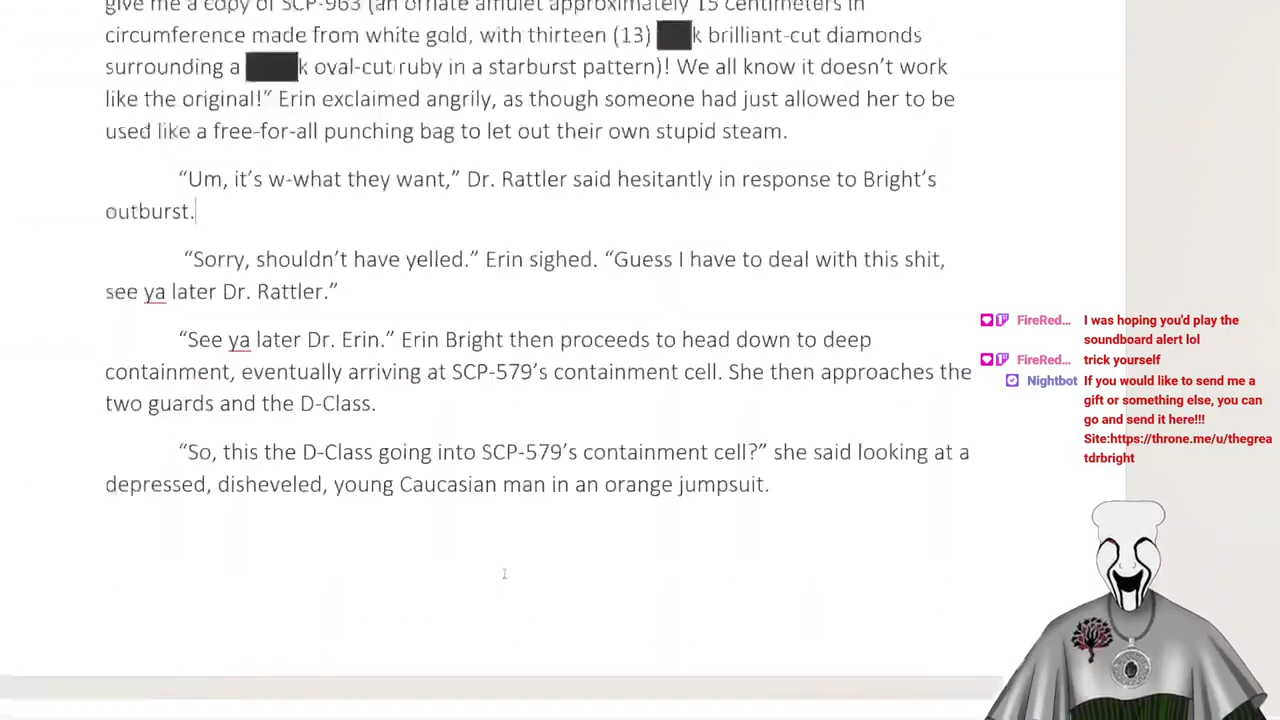 give me a copy of SCP-963 (an ornate amulet approximately 15 centimeters in
circumference made from white gold, with thirteen (13) k brilliant-cut diamonds
surrounding a k oval-cut ruby in a starburst pattern)! We all know it doesn’t work
like the original!” Erin exclaimed angrily, as though someone had just allowed her to be
used like a free-for-all punching bag to let out their own stupid steam.
“Um, it’s w-what they want,” Dr. Rattler said hesitantly in response to Bright’s
outburst.
“Sorry, shouldn’t have yelled.” Erin sighed. “Guess I have to deal with this shit,
see ya later Dr. Rattler.”
“See ya later Dr. Erin.” Erin Bright then proceeds to head down to deep
containment, eventually arriving at SCP-579’s containment cell. She then approaches the
two guards and the D-Class.
“So, this the D-Class going into SCP-579’s containment cell?” she said looking at a
depressed, disheveled, young Caucasian man in an orange jumpsuit.
FireRed... I was hoping you'd play the
soundboard alert lol
FireRed... trick yourself
Nightbot If you would like to send me a
gift or something else, you can
go and send it here!!!
Site:https://throne.me/u/thegrea
tdrbright